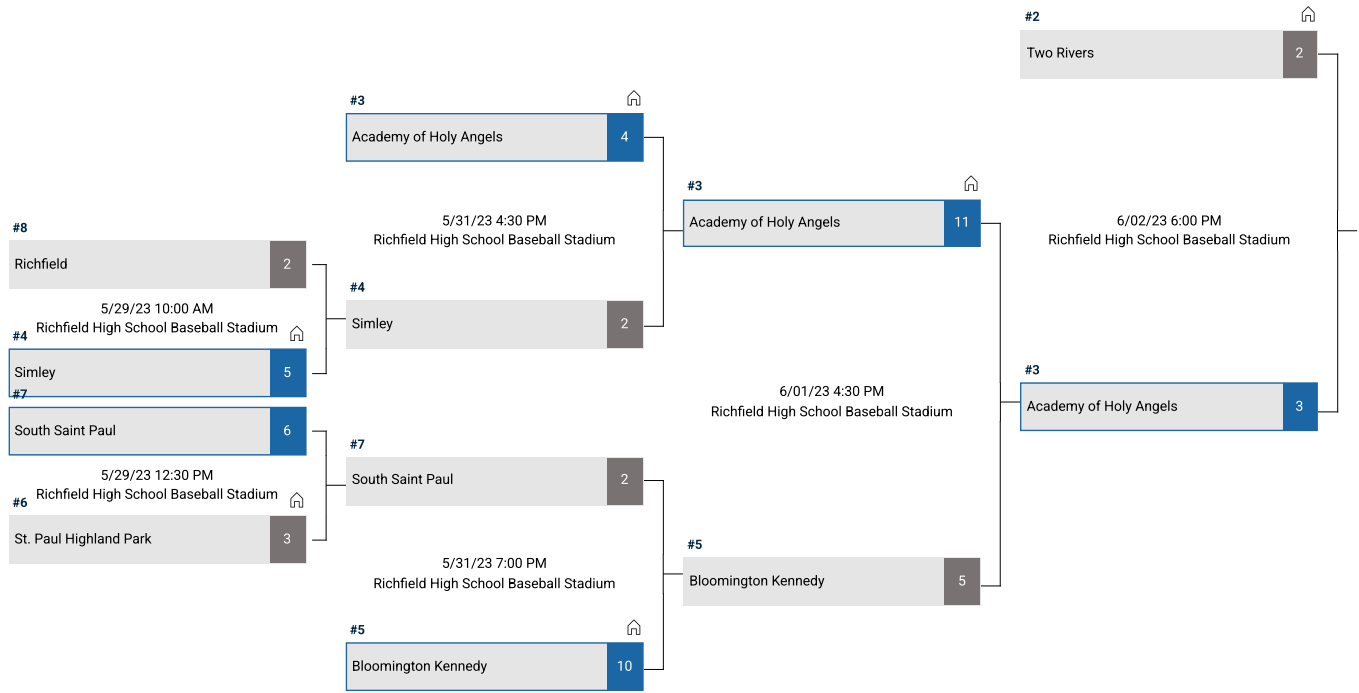 #2
Two Rivers
2
#3
Academy of Holy Angels
4
#3
Academy of Holy Angels
11
5/31/23 4:30 PM
Richfield High School Baseball Stadium
6/02/23 6:00 PM
Richfield High School Baseball Stadium
#8
Richfield
2
5/29/23 10:00 AM
Richfield High School Baseball Stadium
#4
Simley
5
#4
Simley
2
#7
South Saint Paul
6
5/29/23 12:30 PM
Richfield High School Baseball Stadium
#6
St. Paul Highland Park
3
6/01/23 4:30 PM
Richfield High School Baseball Stadium
#3
Academy of Holy Angels
3
#7
South Saint Paul
2
5/31/23 7:00 PM
Richfield High School Baseball Stadium
#5
Bloomington Kennedy
5
#5
Bloomington Kennedy
10